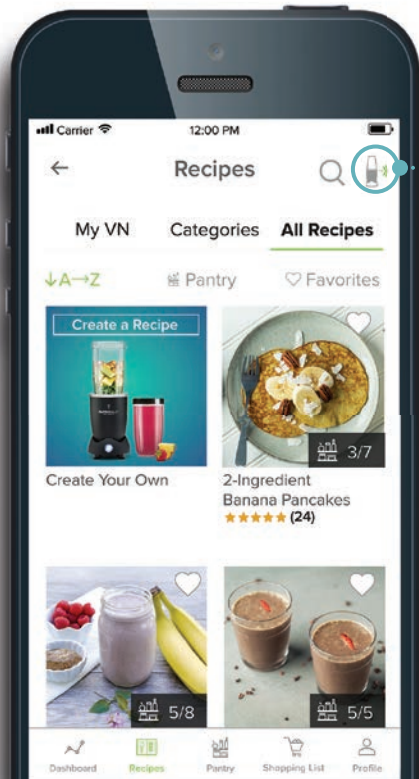 Carrier
12:00 PM
Recipes
My VN
Categories
All Recipes
A→Z
Pantry
Favorites
Create a Recipe
3/7
Create Your Own
2-Ingredient
Banana Pancakes
(24)
5/8
5/5
Dashboard
Recipes
Pantry
Shopping List
Profile